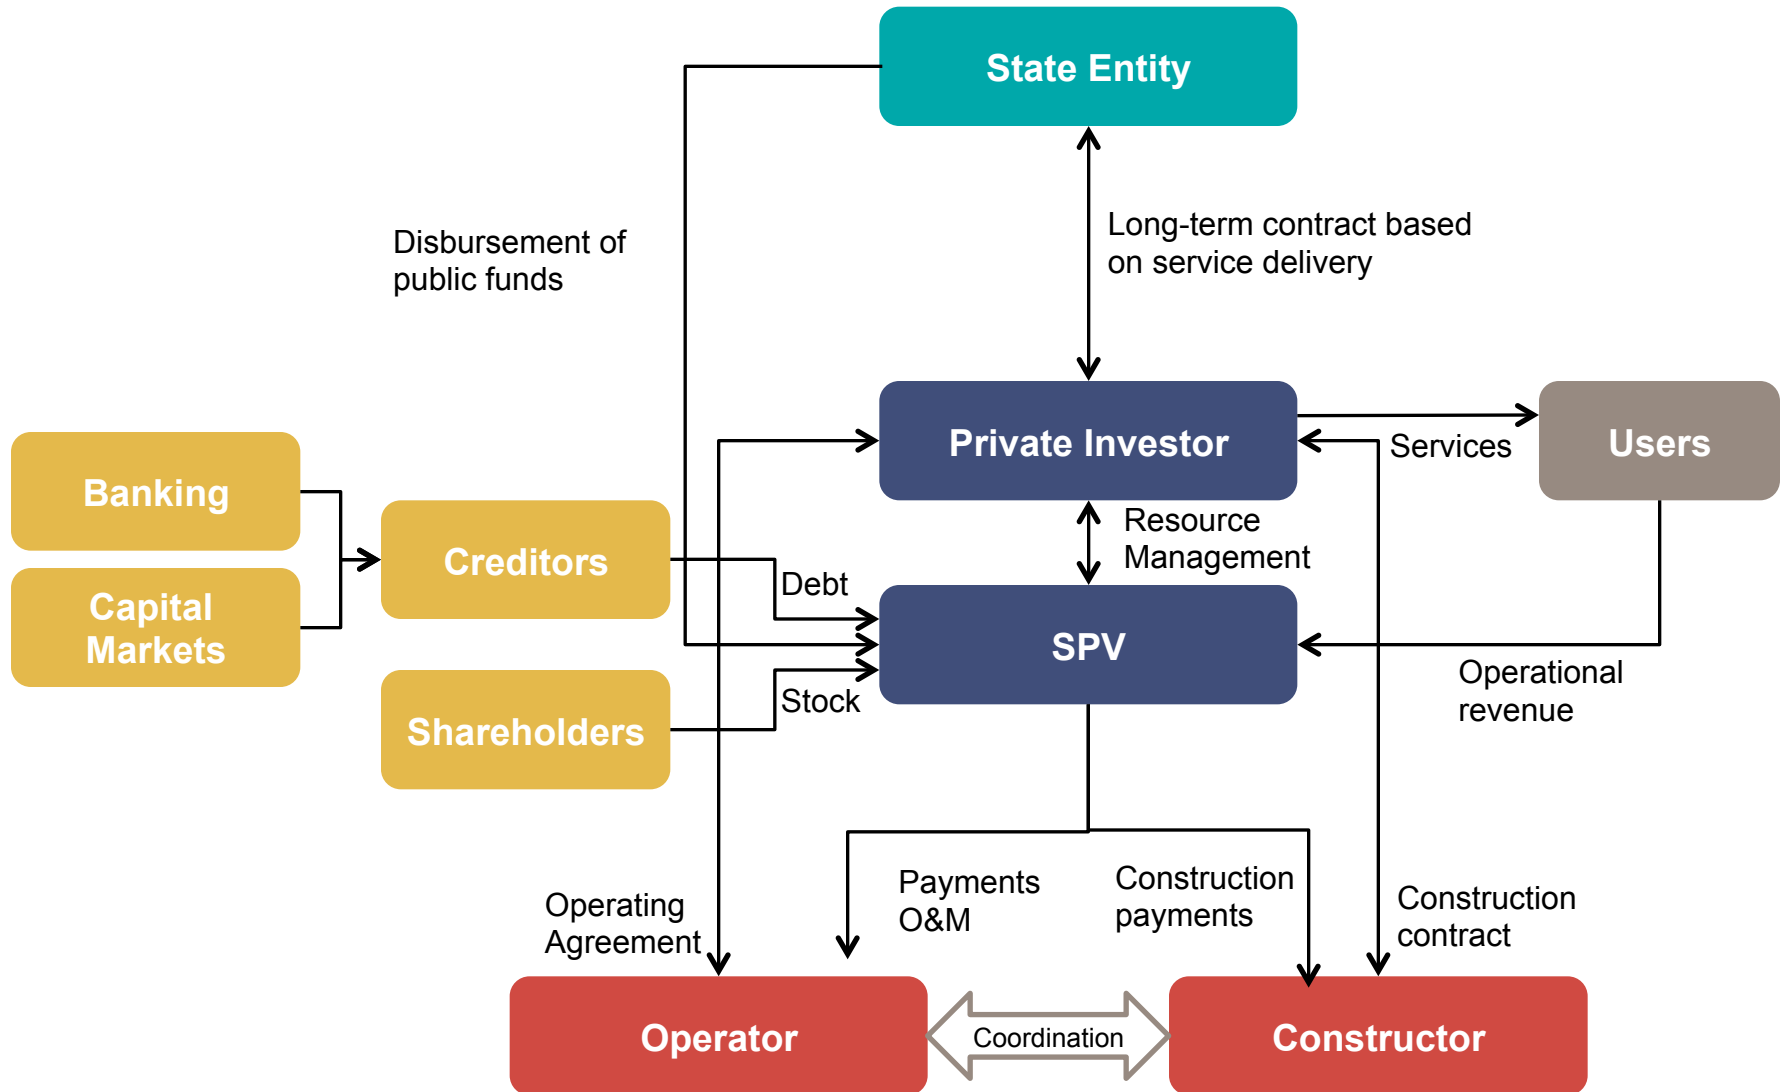 State Entity
Disbursement of
public funds
Long-term contract based
on service delivery
Private Investor
Services
Users
Banking
Capital
Markets
Creditors
Resource
Management
Debt
SPV
Stock
Shareholders
Operational
revenue
Operating
Agreement
Payments
O&M
Construction
payments
Construction
contract
Operator
Coordination
Constructor